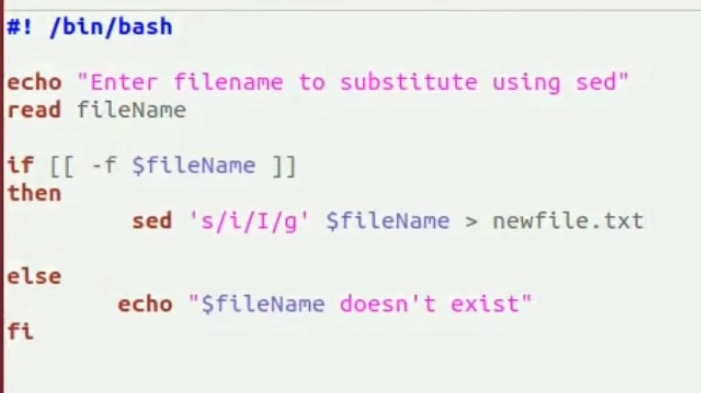 #! /bin/bash
echo "Enter filename to substitute using sed"
read fileName
if [[ -f $fileName ]]
then
sed 's/i/I/g' $fileName > newfile.txt
else
echo "$fileName doesn't exist"
fi